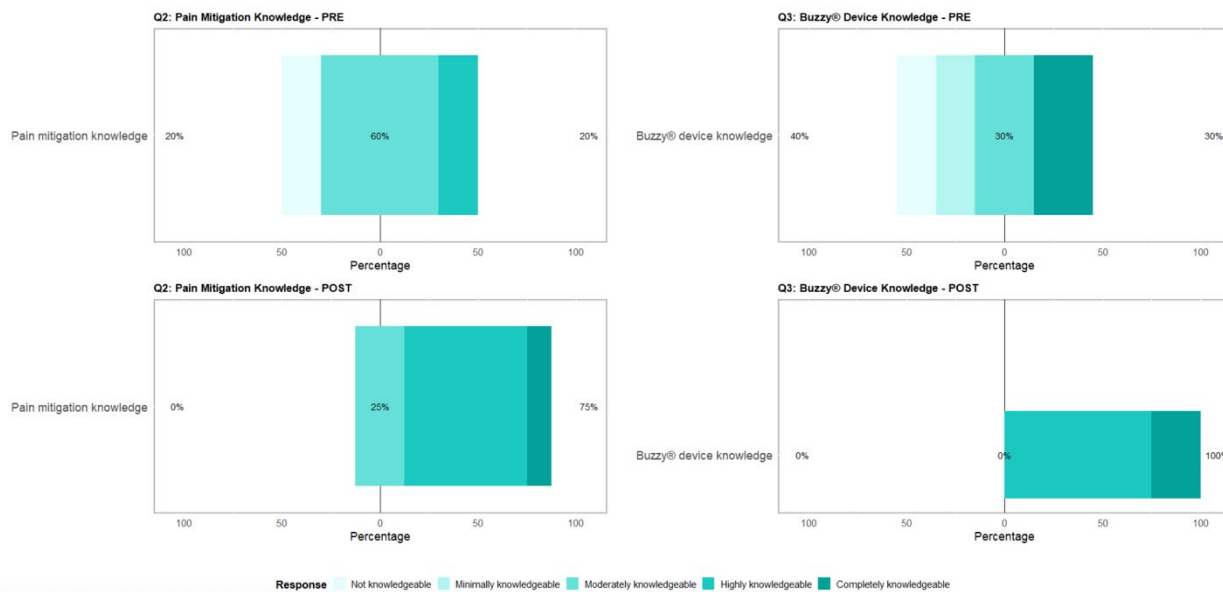 Q2: Pain Mitigation Knowledge - PRE
Pain mitigation knowledge
20%
60%
20%
100
50
0
50
100
Percentage
Q3: Buzzy® Device Knowledge - PRE
Buzzy® device knowledge
40%
30%
30%
100
50
0
50
100
Percentage
Q2: Pain Mitigation Knowledge - POST
Pain mitigation knowledge
0%
25%
75%
100
50
0
50
100
Percentage
Q3: Buzzy® Device Knowledge - POST
Buzzy® device knowledge
0%
0%
100%
100
50
0
50
100
Percentage
Response Not knowledgeable Minimally knowledgeable Moderately knowledgeable Highly knowledgeable Completely knowledgeable